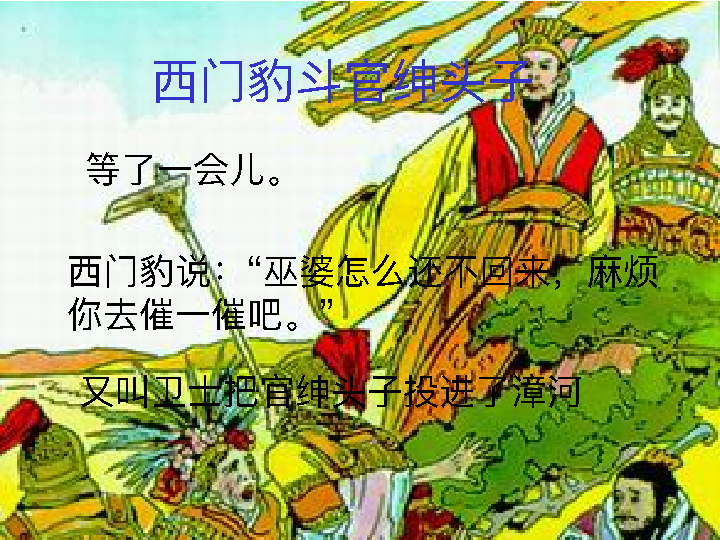 西门豹斗官绅头子
等了一会儿。
西门豹说：“巫婆怎么还不回来，麻烦
你去催一催吧。”
又叫卫士把官绅头子投进了漳河